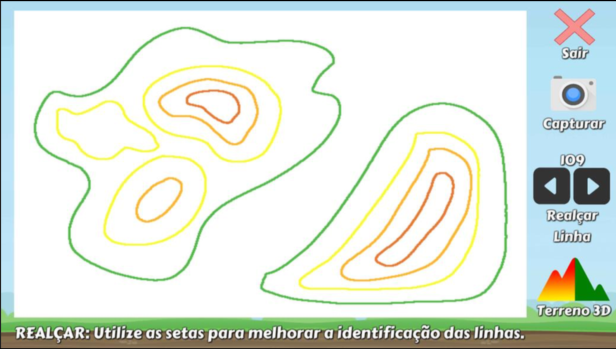 Sair
Capturar
109
Realçar
Linha
Terreno 3D
REALÇAR: Utilize as setas para melhorar a identificação das linhas.